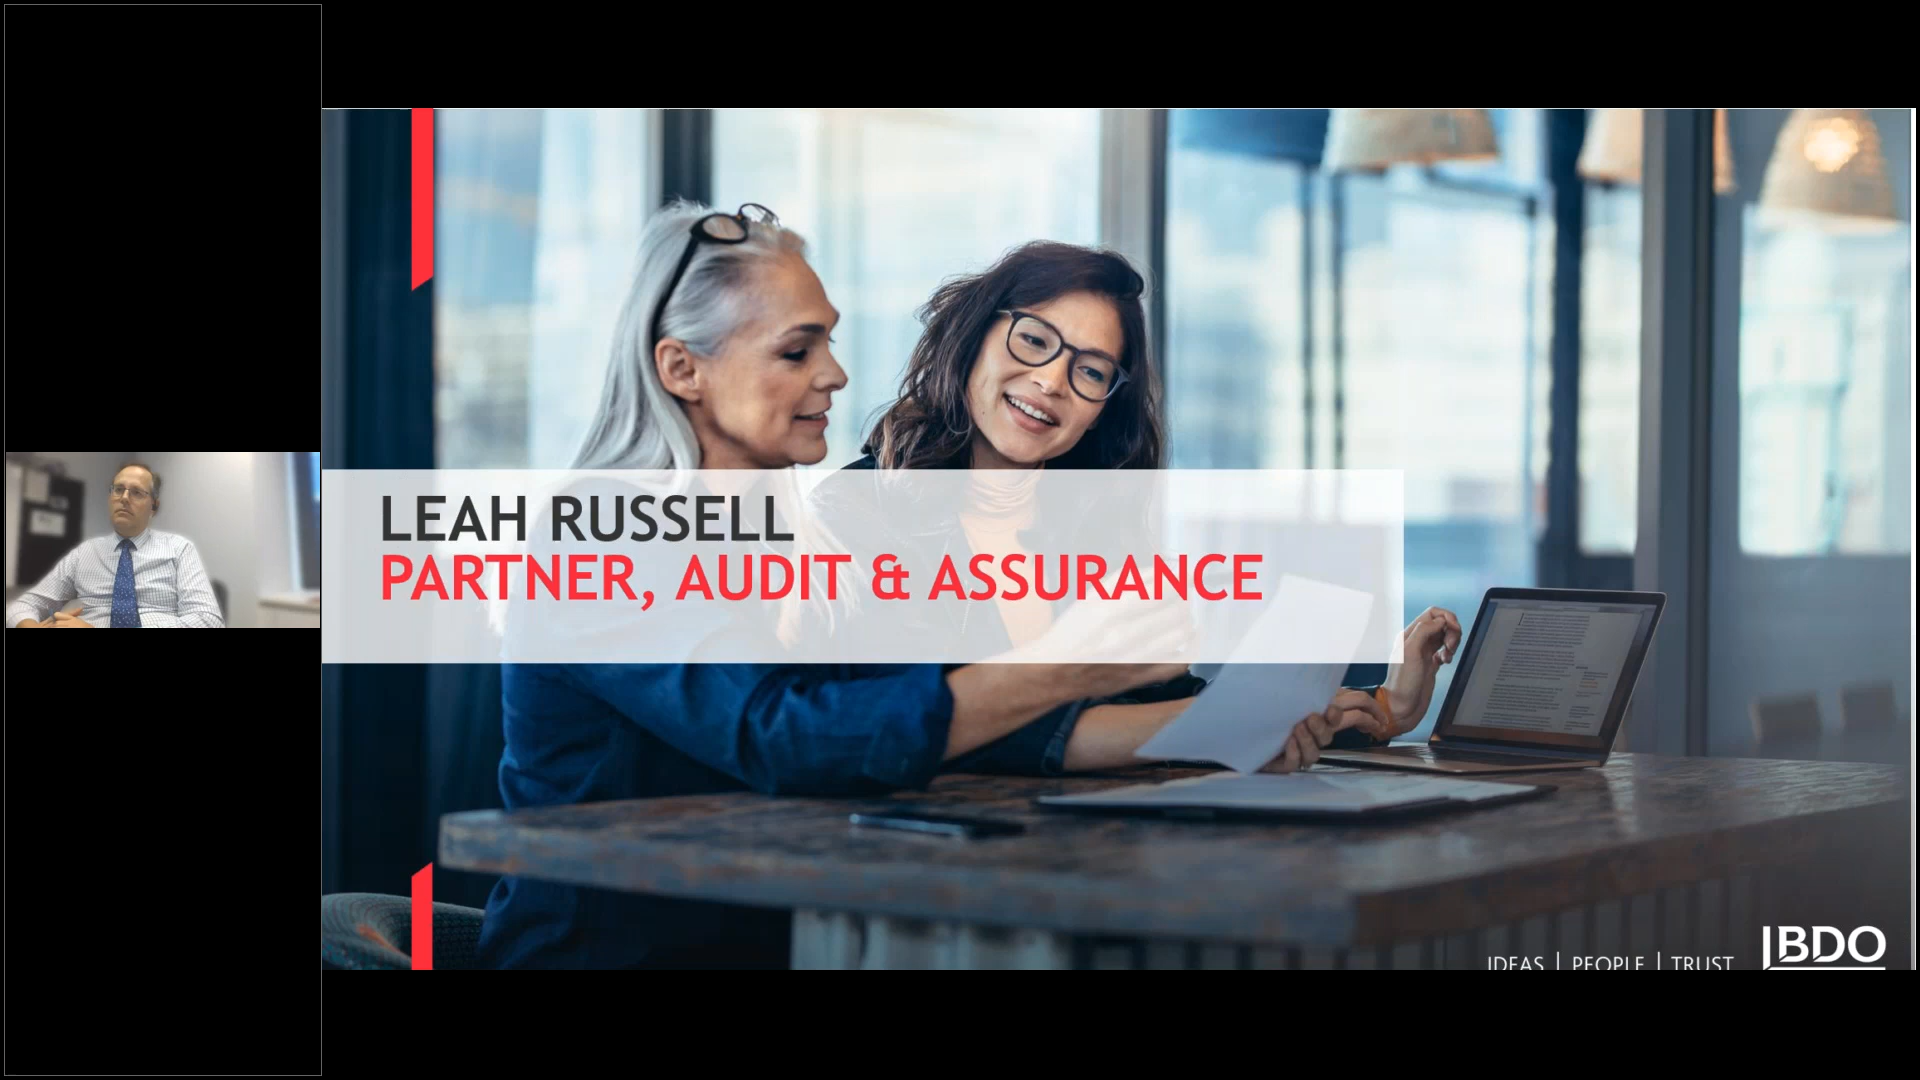 LEAH RUSSELL
PARTNER, AUDIT & ASSURANCE
IDEAS | PEOPLE | TRUST
BDO